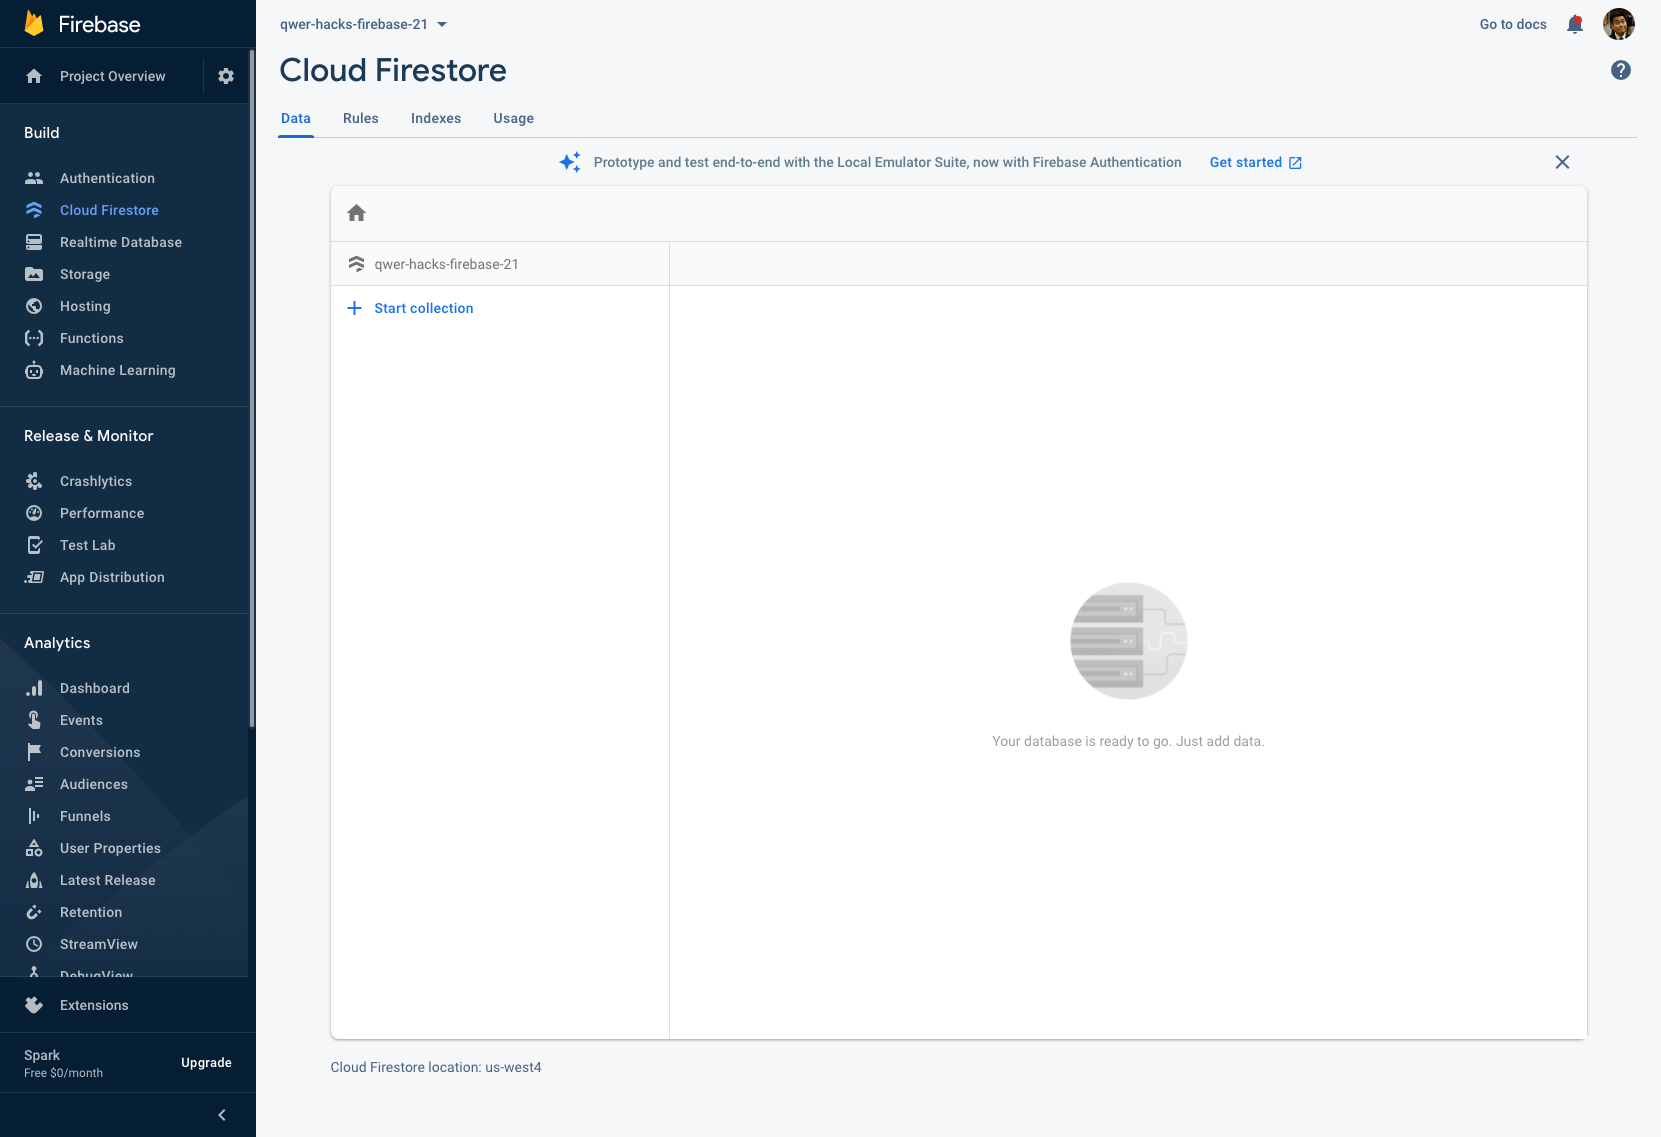 Firebase
Project Overview
Build
Authentication
Cloud Firestore
Realtime Database
Storage
Hosting
Functions
Machine Learning
Release & Monitor
Crashlytics
Performance
Test Lab
App Distribution
Analytics
Dashboard
Events
Conversions
Audiences
Funnels
User Properties
Latest Release
Retention
StreamView
DebugView
Extensions
Spark
Free $0/month
Upgrade
qwer-hacks-firebase-21
Go to docs
Cloud Firestore
Data Rules Indexes Usage
Prototype and test end-to-end with the Local Emulator Suite, now with Firebase Authentication Get started
qwer-hacks-firebase-21
Start collection
Your database is ready to go. Just add data.
Cloud Firestore location: us-west4